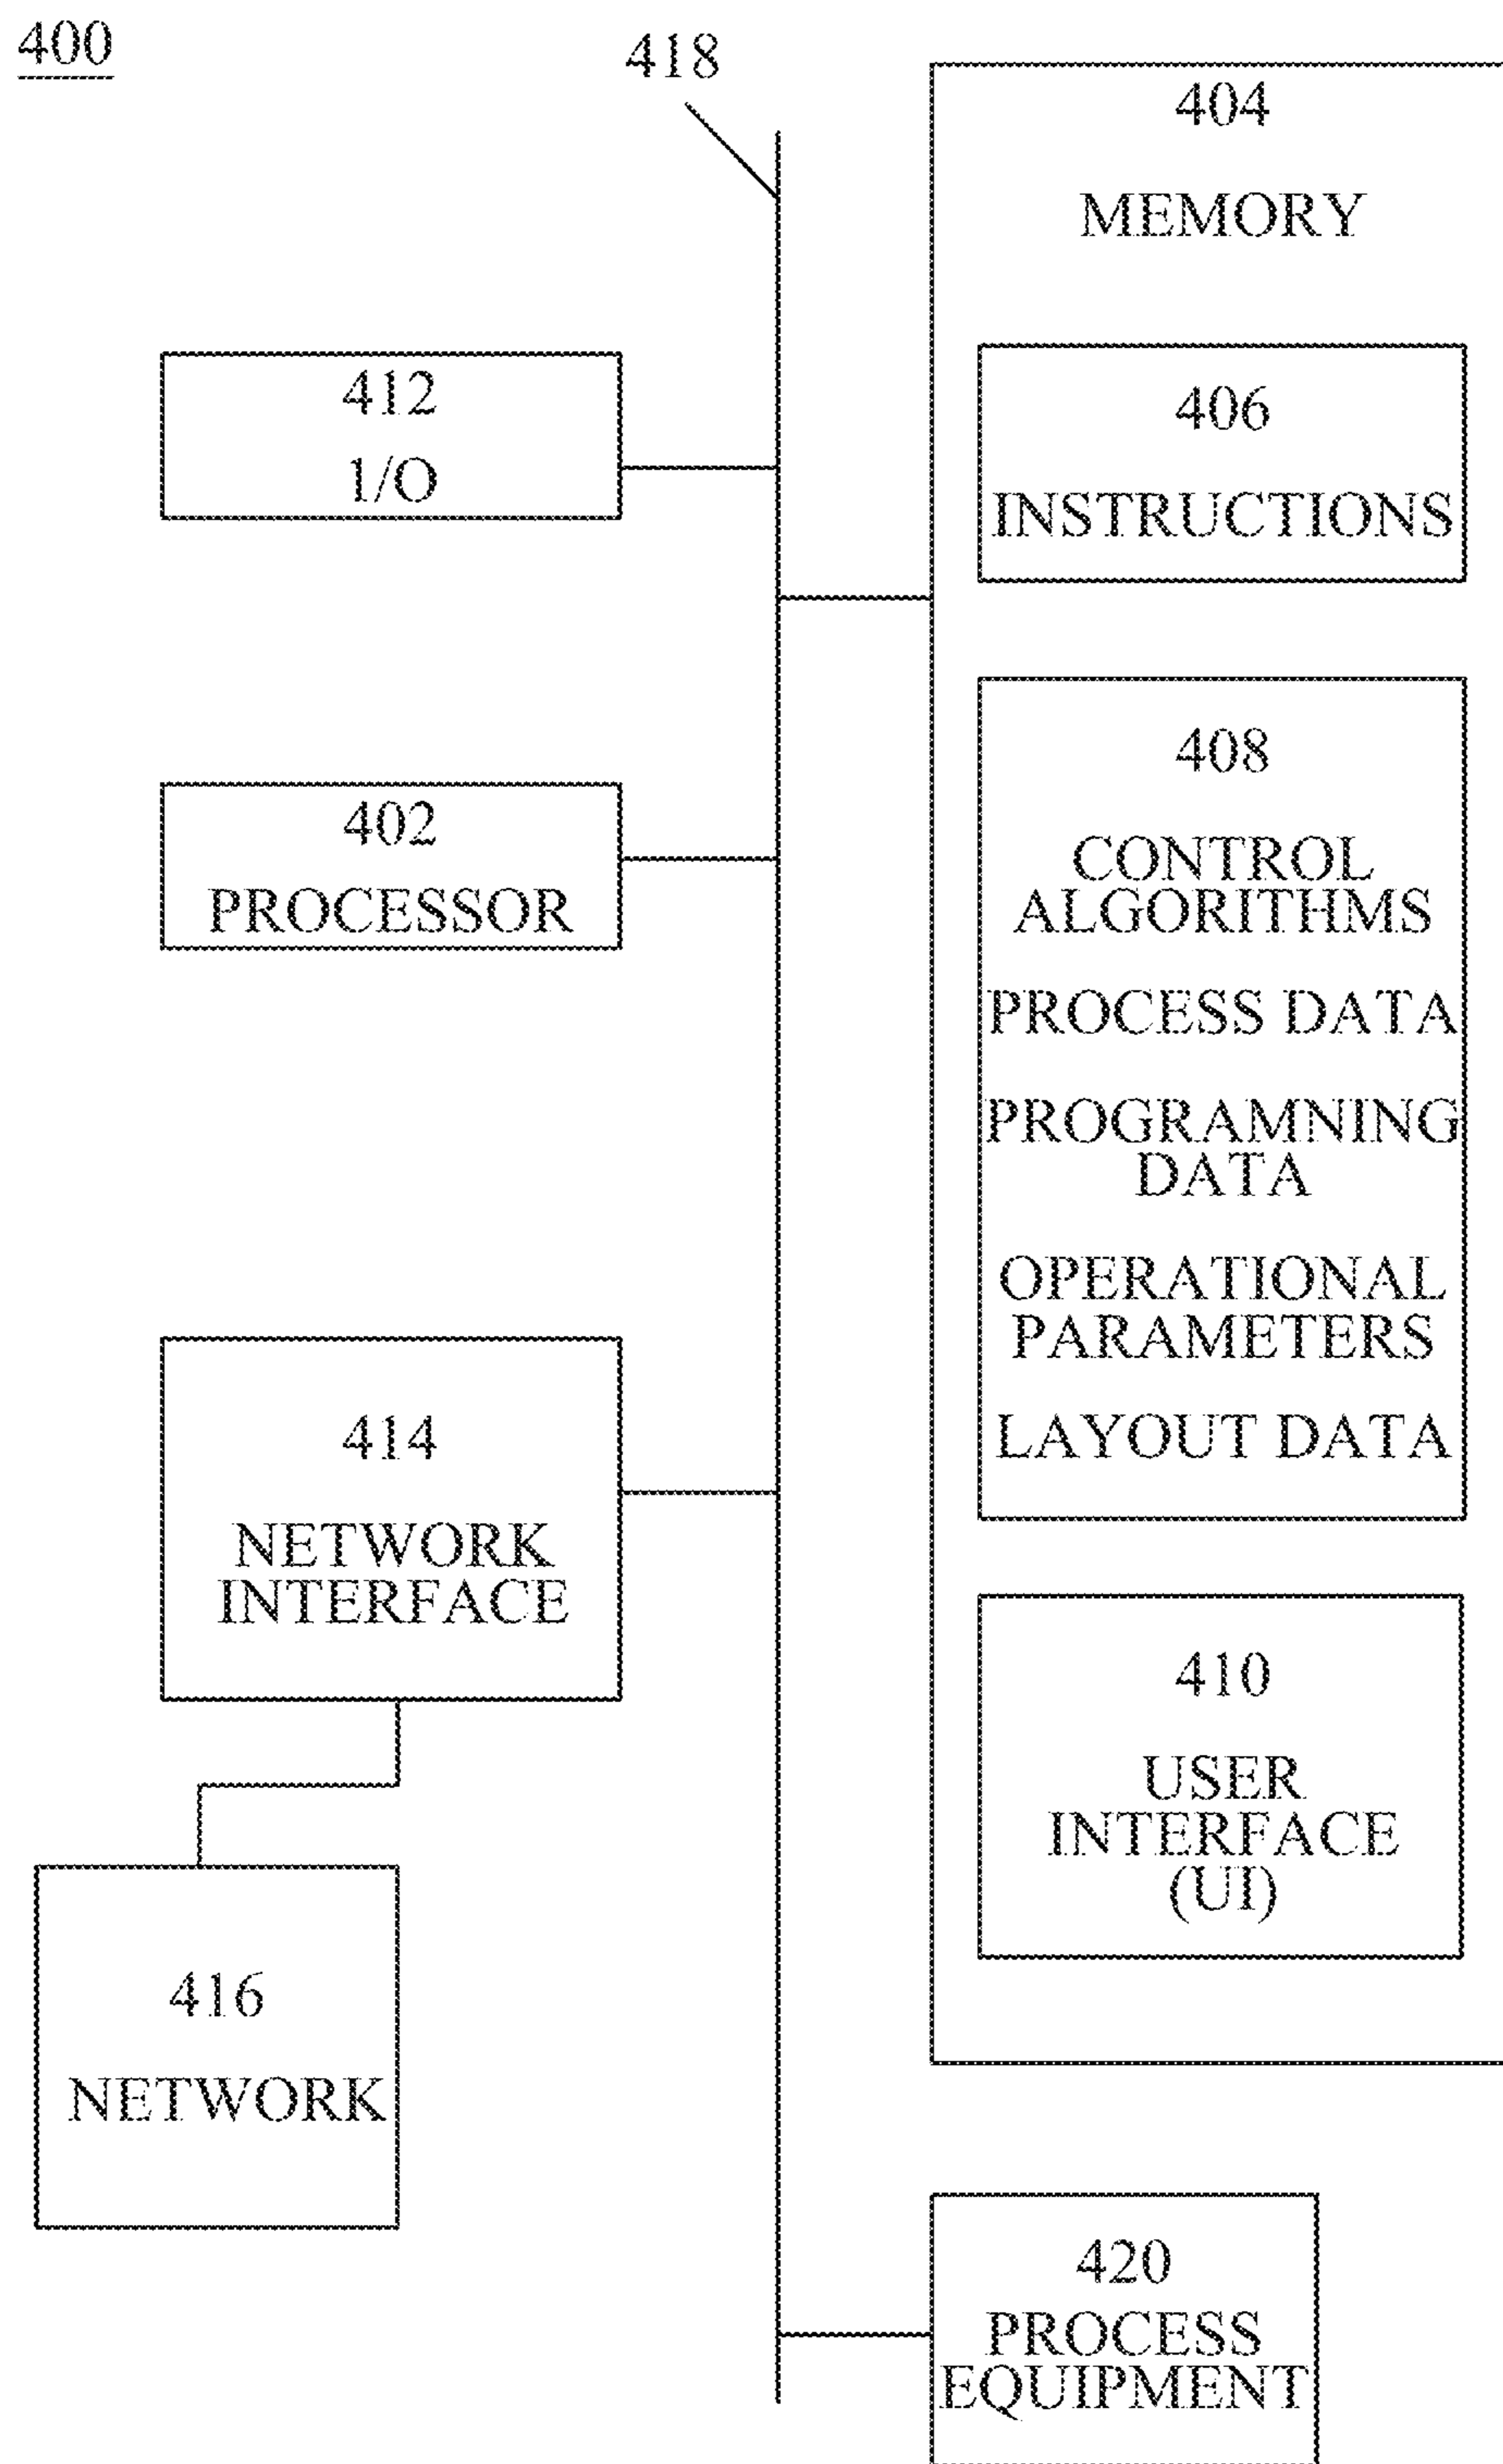 400
418
404
MEMORY
412
1/O
406
INSTRUCTIONS
402
PROCESSOR
408
CONTROL
ALGORITHMS
PROCESS DATA
PROGRAMNING
DATA
OPERATIONAL
PARAMETERS
LAYOUT DATA
414
NETWORK
INTERFACE
410
USER
INTERFACE
(UI)
416
NETWORK
420
PROCESS
EQUIPMENT